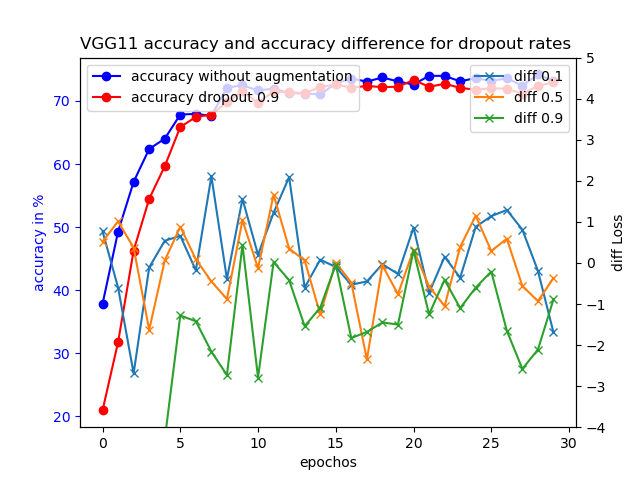 VGG11 accuracy and accuracy difference for dropout rates
accuracy without augmentation
accuracy dropout 0.9
diff 0.1
diff 0.5
diff 0.9
accuracy in %
70
60
50
40
30
20
5
4
3
2
1
0
−1
−2
−3
−4
diff Loss
0 5 10 15 20 25 30
epochos